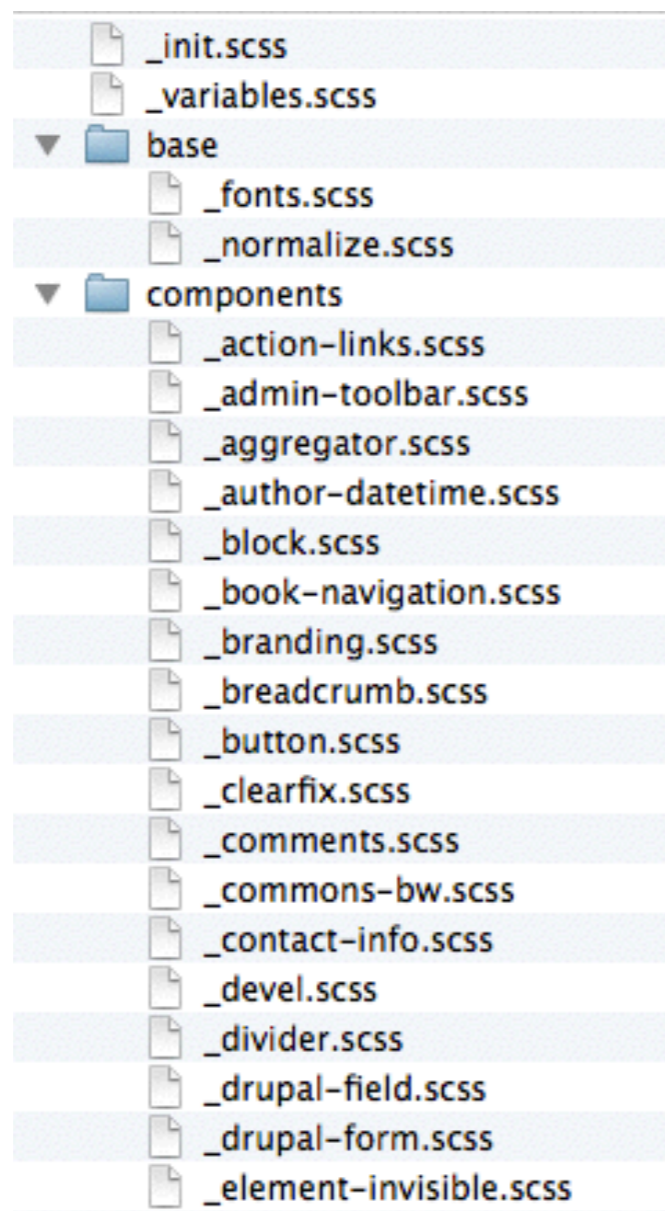 _init.scss
_variables.scss
base
_fonts.scss
_normalize.scss
components
_action-links.scss
_admin-toolbar.scss
_aggregator.scss
_author-datetime.scss
_block.scss
_book-navigation.scss
_branding.scss
_breadcrumb.scss
_button.scss
_clearfix.scss
_comments.scss
_commons-bw.scss
_contact-info.scss
_devel.scss
_divider.scss
_drupal-field.scss
_drupal-form.scss
_element-invisible.scss